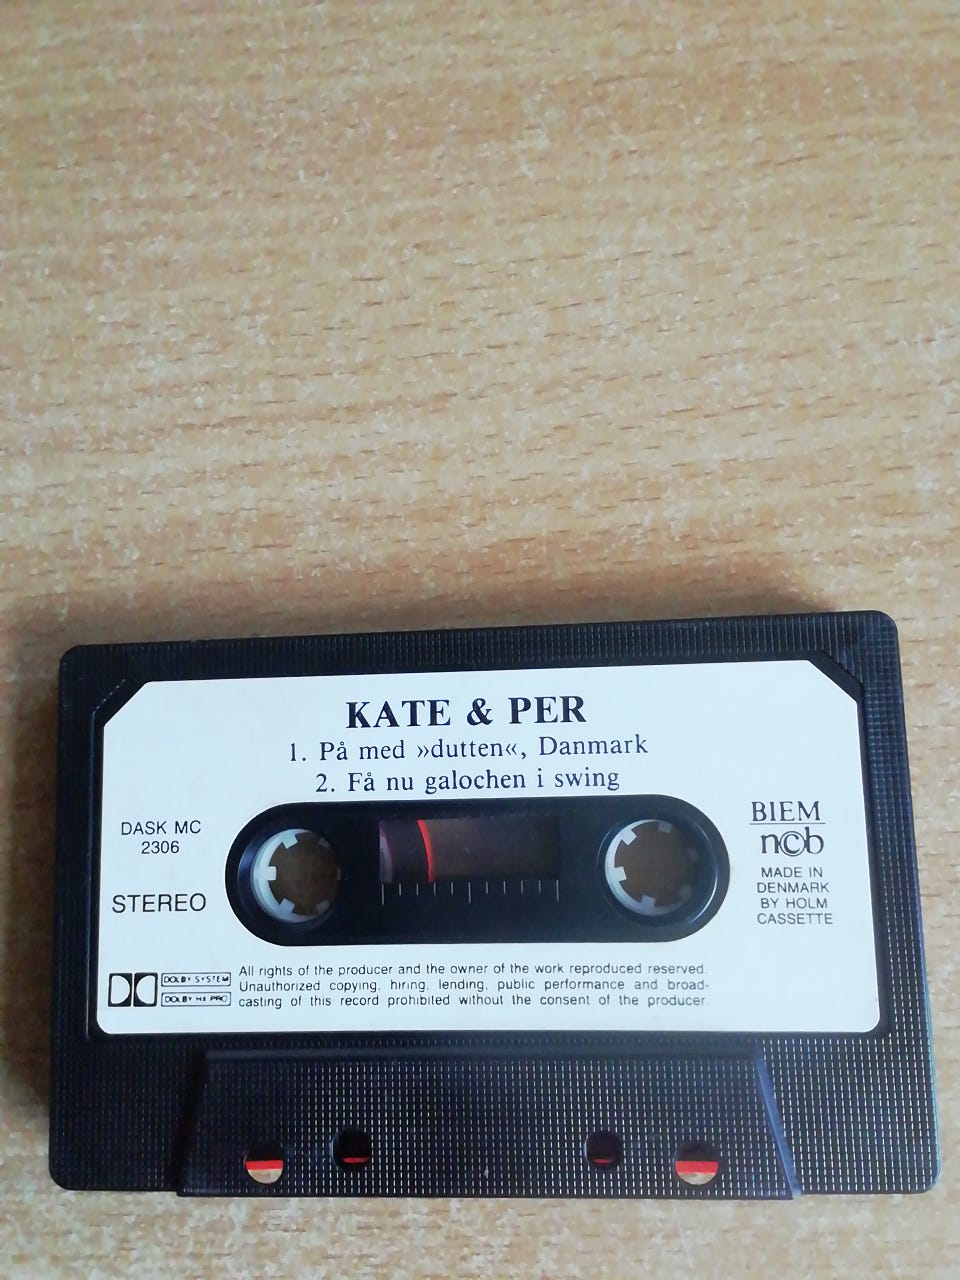 KATE & PER
1. På med »dutten«, Danmark
2. Få nu galochen i swing
DASK MC
2306
STEREO
BIEM
n©b
MADE IN
DENMARK
BY HOLM
CASSETTE
DOLBY SYSTEM
DOLBY HX PRO
All rights of the producer and the owner of the work reproduced reserved.
Unauthorized copying, hiring, lending, public performance and broad-
casting of this record prohibited without the consent of the producer.